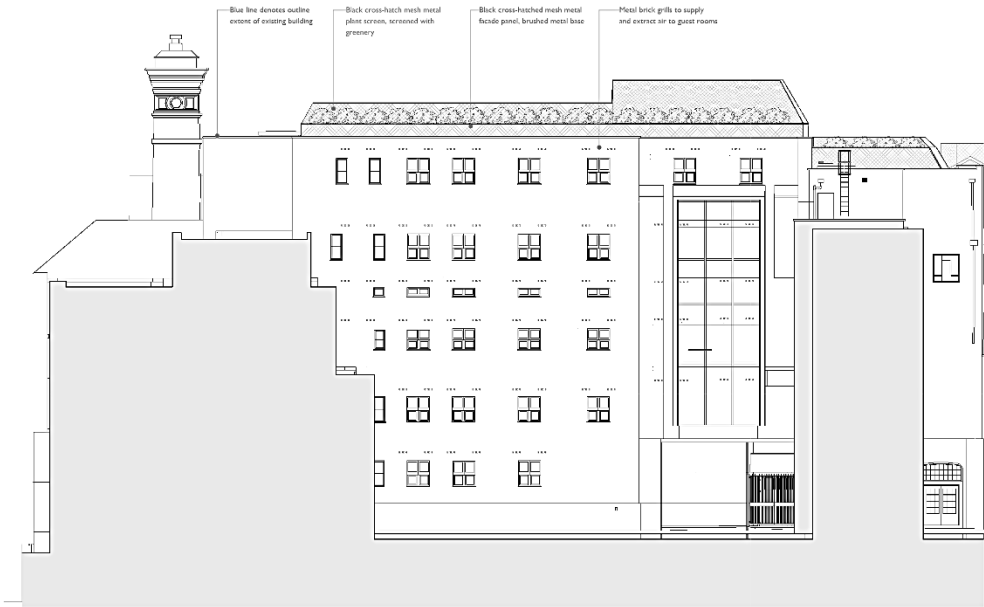 Blue line denotes outline
extent of existing building
Black cross-hatch mesh metal
plant screen, screened with
greenery
Black cross-hatched mesh metal
facade panel, brushed metal base
Metal brick grills to supply
and extract air to guest rooms